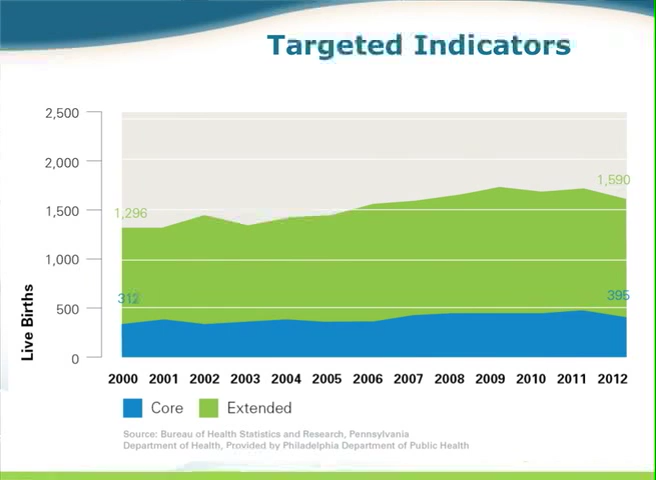 Targeted Indicators
2,500
2,000
1,500
1,000
500
0
Live Births
1,296
1,590
312
395
2000 2001 2002 2003 2004 2005 2006 2007 2008 2009 2010 2011 2012
Core Extended
Source: Bureau of Health Statistics and Research, Pennsylvania
Department of Health, Provided by Philadelphia Department of Public Health